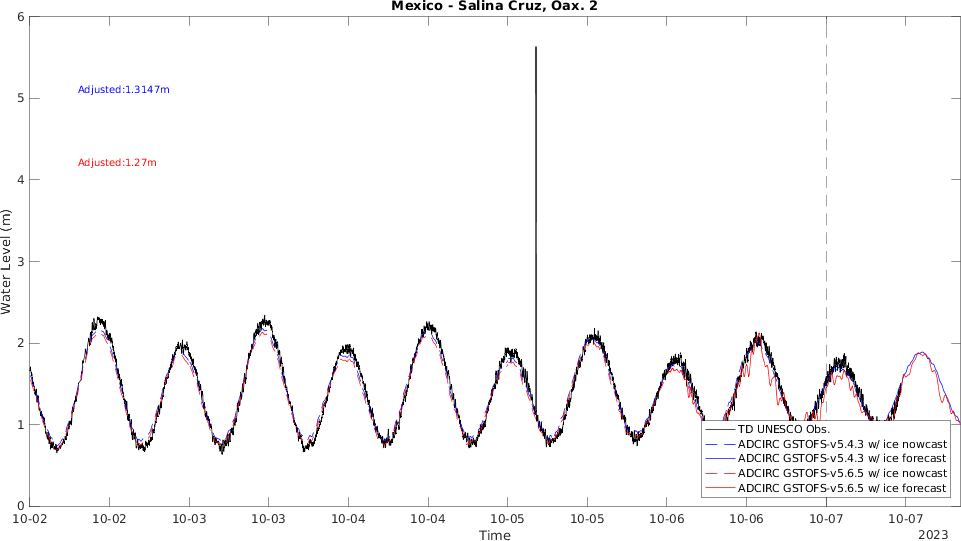 Mexico - Salina Cruz, Oax. 2
6
5
4
3
2
1
0
Water Level (m)
Adjusted:1.3147m
Adjusted:1.27m
TD UNESCO Obs.
ADCIRC GSTOFS-v5.4.3 w/ ice nowcast
ADCIRC GSTOFS-v5.4.3 w/ ice forecast
ADCIRC GSTOFS-v5.6.5 w/ ice nowcast
ADCIRC GSTOFS-v5.6.5 w/ ice forecast
10-02 10-02 10-03 10-03 10-04 10-04 10-05 10-05 10-06 10-06 10-07 10-07
Time
2023